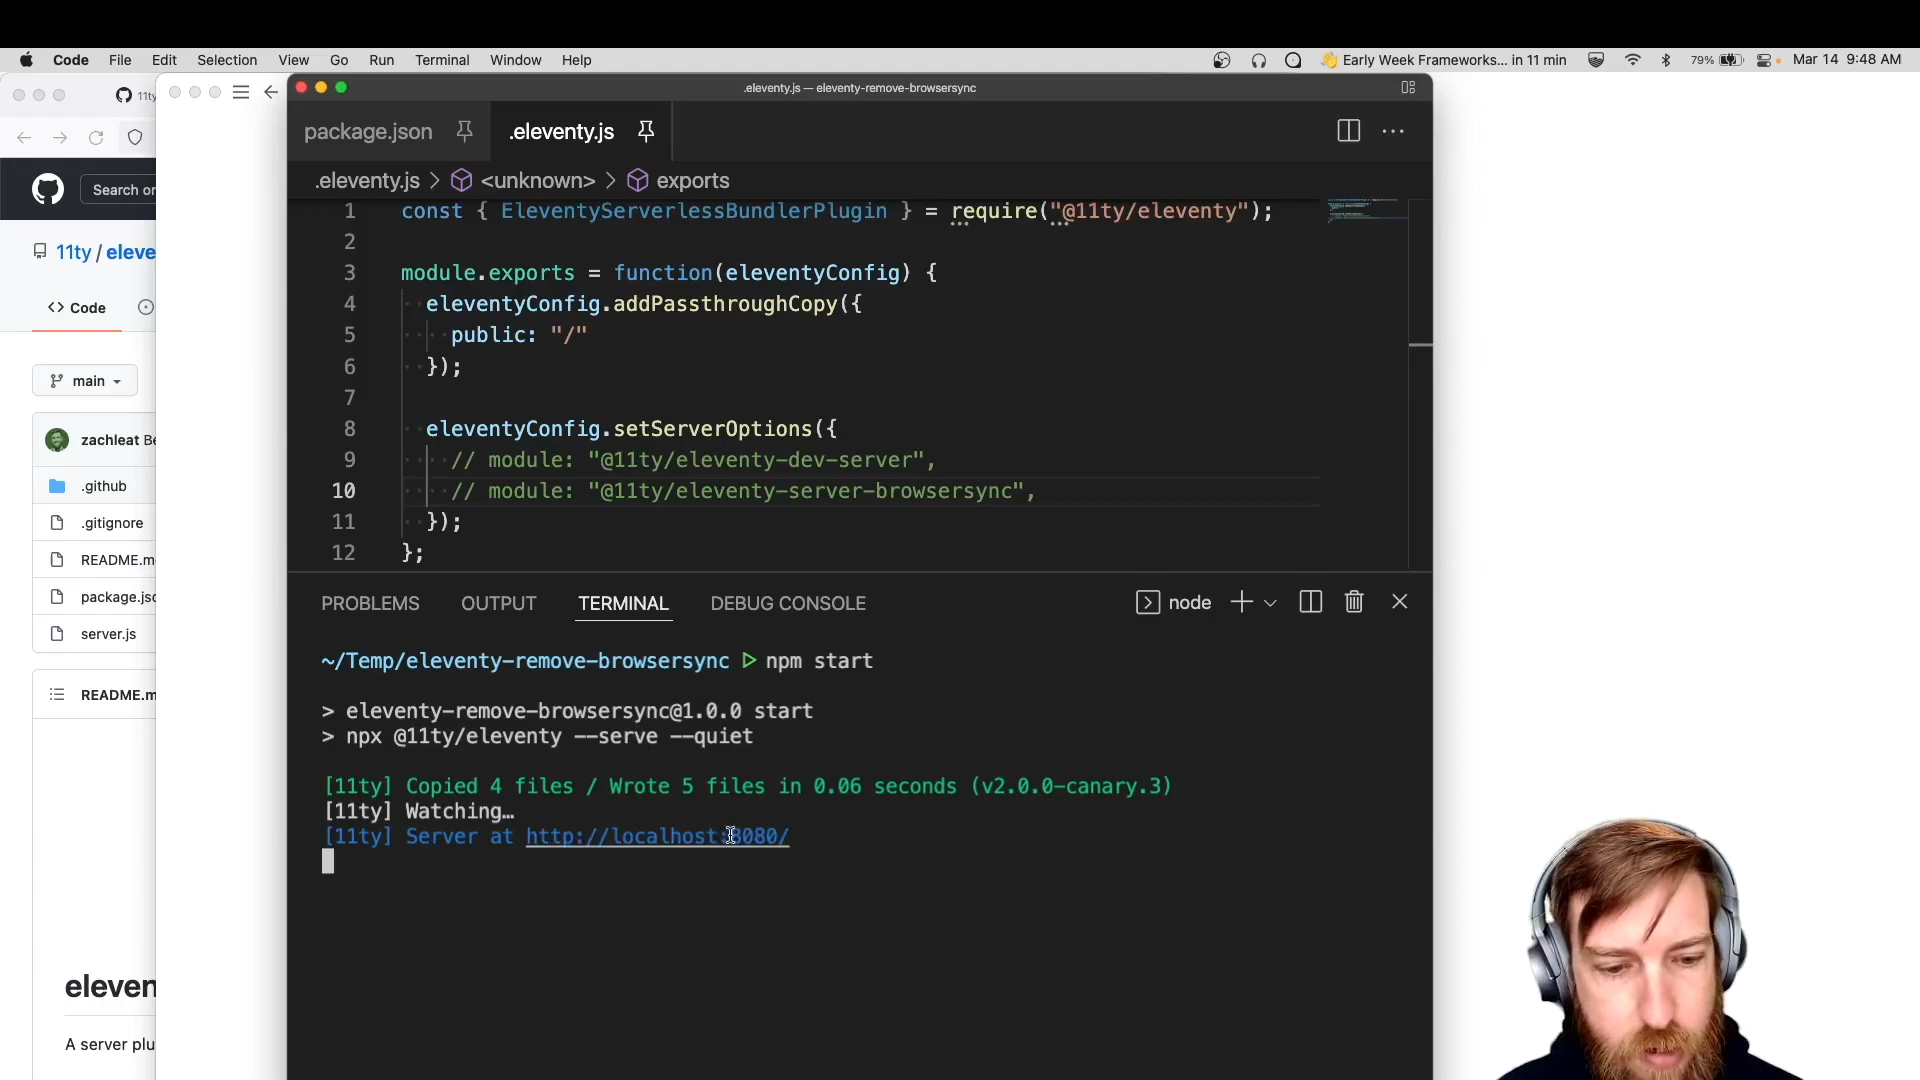 Code File Edit Selection View Go Run Terminal Window Help
👋 Early Week Frameworks... in 11 min
79%
Mar 14 9:48 AM
11ty
Search or
11ty / eleve
<> Code
main
zachleat Be
.github
.gitignore
README.m
package.jso
server.js
README.m
eleven
A server plu
.eleventy.js — eleventy-remove-browsersync
package.json
.eleventy.js
.eleventy.js > <unknown> > exports
1 const { EleventyServerlessBundlerPlugin } = require("@11ty/eleventy");
2
3 module.exports = function(eleventyConfig) {
4 eleventyConfig.addPassthroughCopy({
5 public: "/"
6 });
7
8 eleventyConfig.setServerOptions({
9 // module: "@11ty/eleventy-dev-server",
10 // module: "@11ty/eleventy-server-browsersync",
11 });
12 };
PROBLEMS OUTPUT TERMINAL DEBUG CONSOLE
node
~/Temp/eleventy-remove-browsersync ▷ npm start
> eleventy-remove-browsersync@1.0.0 start
> npx @11ty/eleventy --serve --quiet
[11ty] Copied 4 files / Wrote 5 files in 0.06 seconds (v2.0.0-canary.3)
[11ty] Watching…
[11ty] Server at http://localhost:8080/